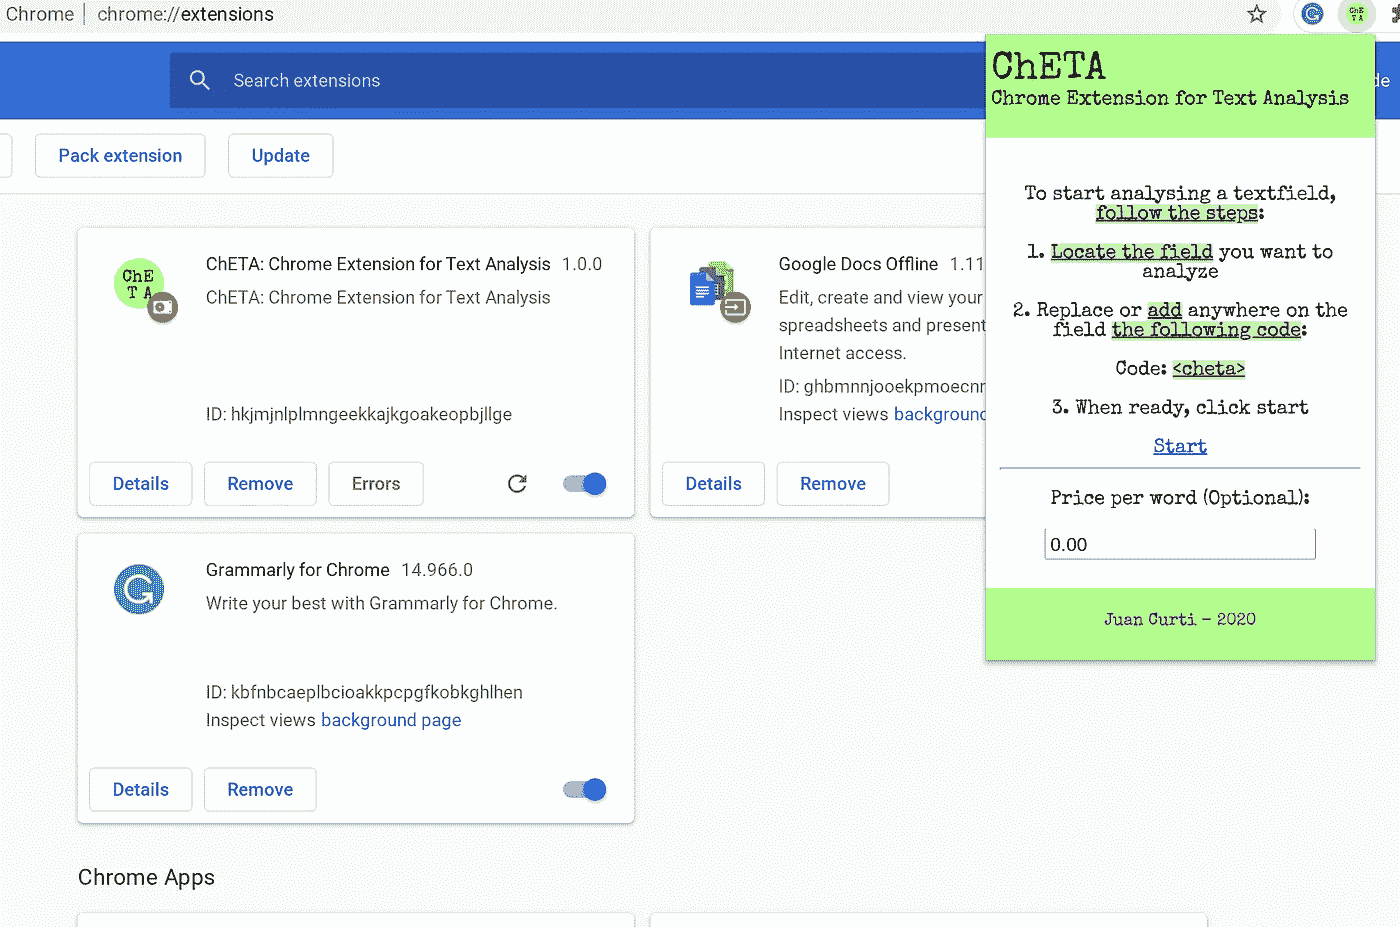 Chrome | chrome://extensions
Search extensions
de
Pack extension
Update
ChETA: Chrome Extension for Text Analysis 1.0.0
ChETA: Chrome Extension for Text Analysis
ID: hkjmjnlplmngeekkajkgoakeopbjllge
Details
Remove
Errors
Google Docs Offline 1.11
Edit, create and view your
spreadsheets and present
Internet access.
ID: ghbmnnjooekpmoecnr
Inspect views background
Details
Remove
Grammarly for Chrome 14.966.0
Write your best with Grammarly for Chrome.
ID: kbfnbcaeplbcioakkpcpgfkobkghlhen
Inspect views background page
Details
Remove
Chrome Apps
ChE
T A
ChE
T A
ChETA
Chrome Extension for Text Analysis
To start analysing a textfield,
follow the steps:
1. Locate the field you want to
analyze
2. Replace or add anywhere on the
field the following code:
Code: <cheta>
3. When ready, click start
Start
Price per word (Optional):
0.00
Juan Curti - 2020